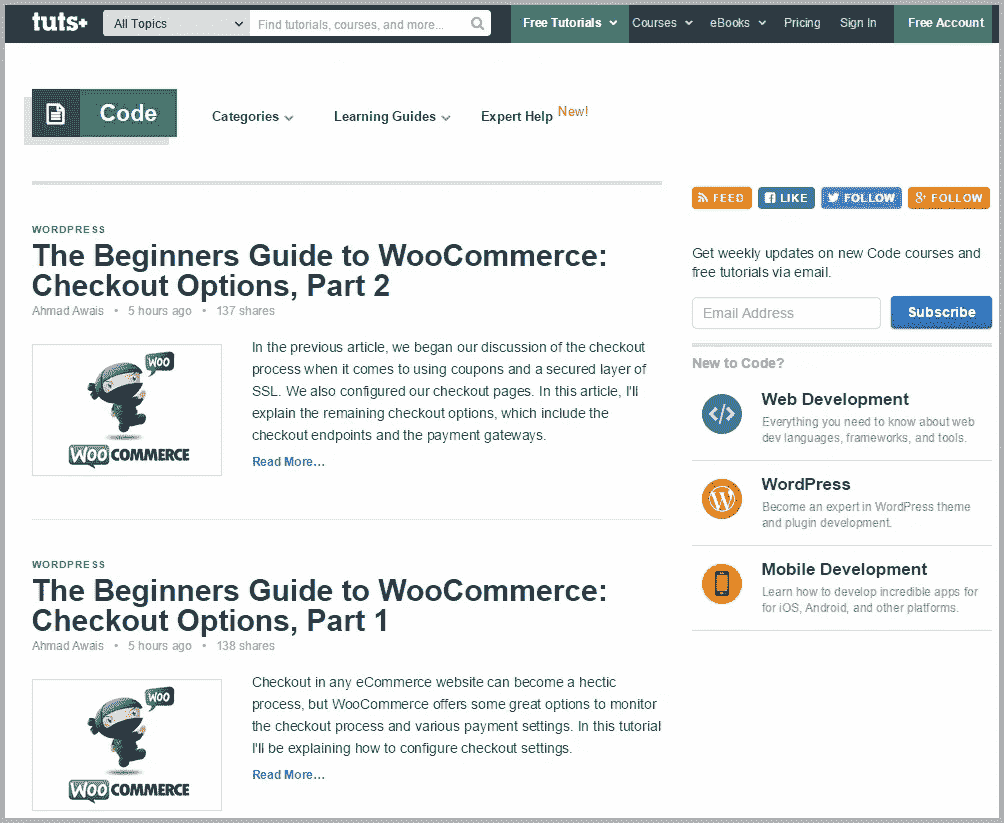 tuts+ All Topics Find tutorials, courses, and more... Free Tutorials Courses eBooks Pricing Sign In Free Account
Code Categories Learning Guides Expert Help New!
WORDPRESS
The Beginners Guide to WooCommerce:
Checkout Options, Part 2
Ahmad Awais • 5 hours ago • 137 shares
WOO
WOOCOMMERCE
In the previous article, we began our discussion of the checkout
process when it comes to using coupons and a secured layer of
SSL. We also configured our checkout pages. In this article, I'll
explain the remaining checkout options, which include the
checkout endpoints and the payment gateways.
Read More…
WORDPRESS
The Beginners Guide to WooCommerce:
Checkout Options, Part 1
Ahmad Awais • 5 hours ago • 138 shares
WOO
WOOCOMMERCE
Checkout in any eCommerce website can become a hectic
process, but WooCommerce offers some great options to monitor
the checkout process and various payment settings. In this tutorial
I'll be explaining how to configure checkout settings.
Read More…
FEED LIKE FOLLOW FOLLOW
Get weekly updates on new Code courses and
free tutorials via email.
Email Address Subscribe
New to Code?
Web Development
Everything you need to know about web
dev languages, frameworks, and tools.
WordPress
Become an expert in WordPress theme
and plugin development.
Mobile Development
Learn how to develop incredible apps for
for iOS, Android, and other platforms.